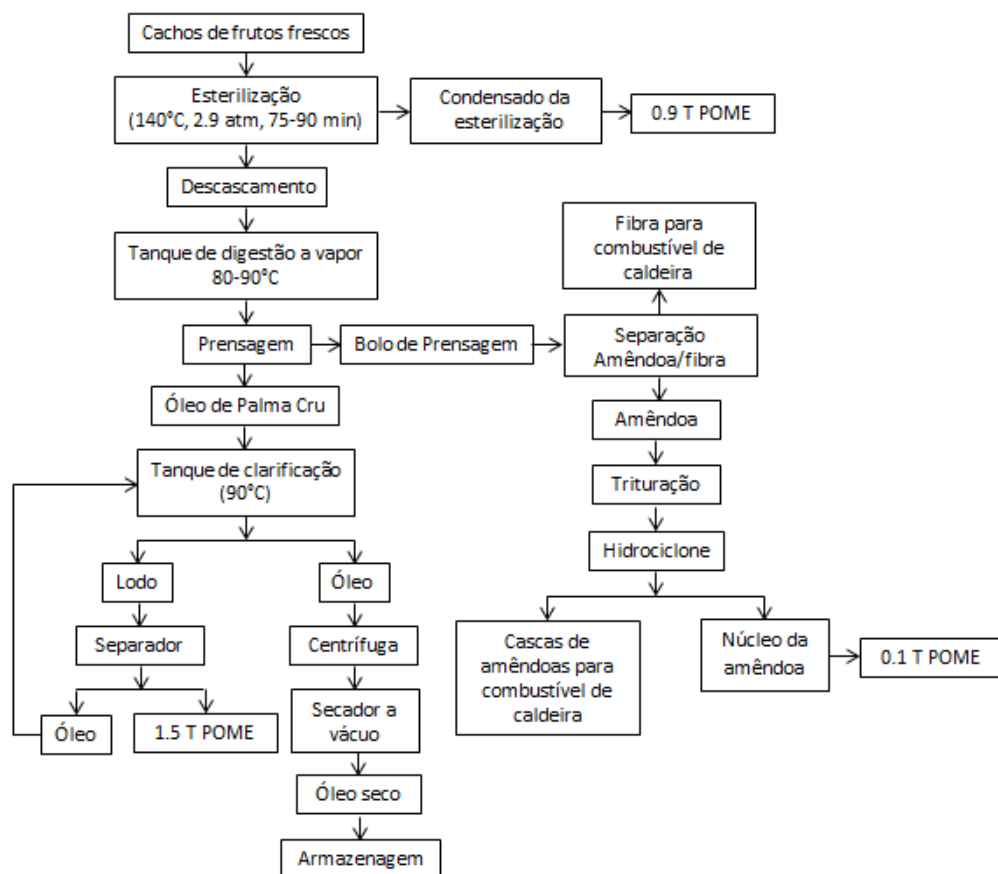 Cachos de frutos frescos
Esterilização
(140°C, 2.9 atm, 75-90 min)
Condensado da
esterilização
0.9 T POME
Descascamento
Tanque de digestão a vapor
80-90°C
Fibra para
combustível de
caldeira
Prensagem
Bolo de Prensagem
Separação
Amêndoa/fibra
Óleo de Palma Cru
Amêndoa
Tanque de clarificação
(90°C)
Trituração
Hidrociclone
Lodo
Óleo
Separador
Centrífuga
Cascas de
amêndoas para
combustível de
caldeira
Núcleo da
amêndoa
0.1 T POME
Óleo
1.5 T POME
Secador a
vácuo
Óleo seco
Armazenagem